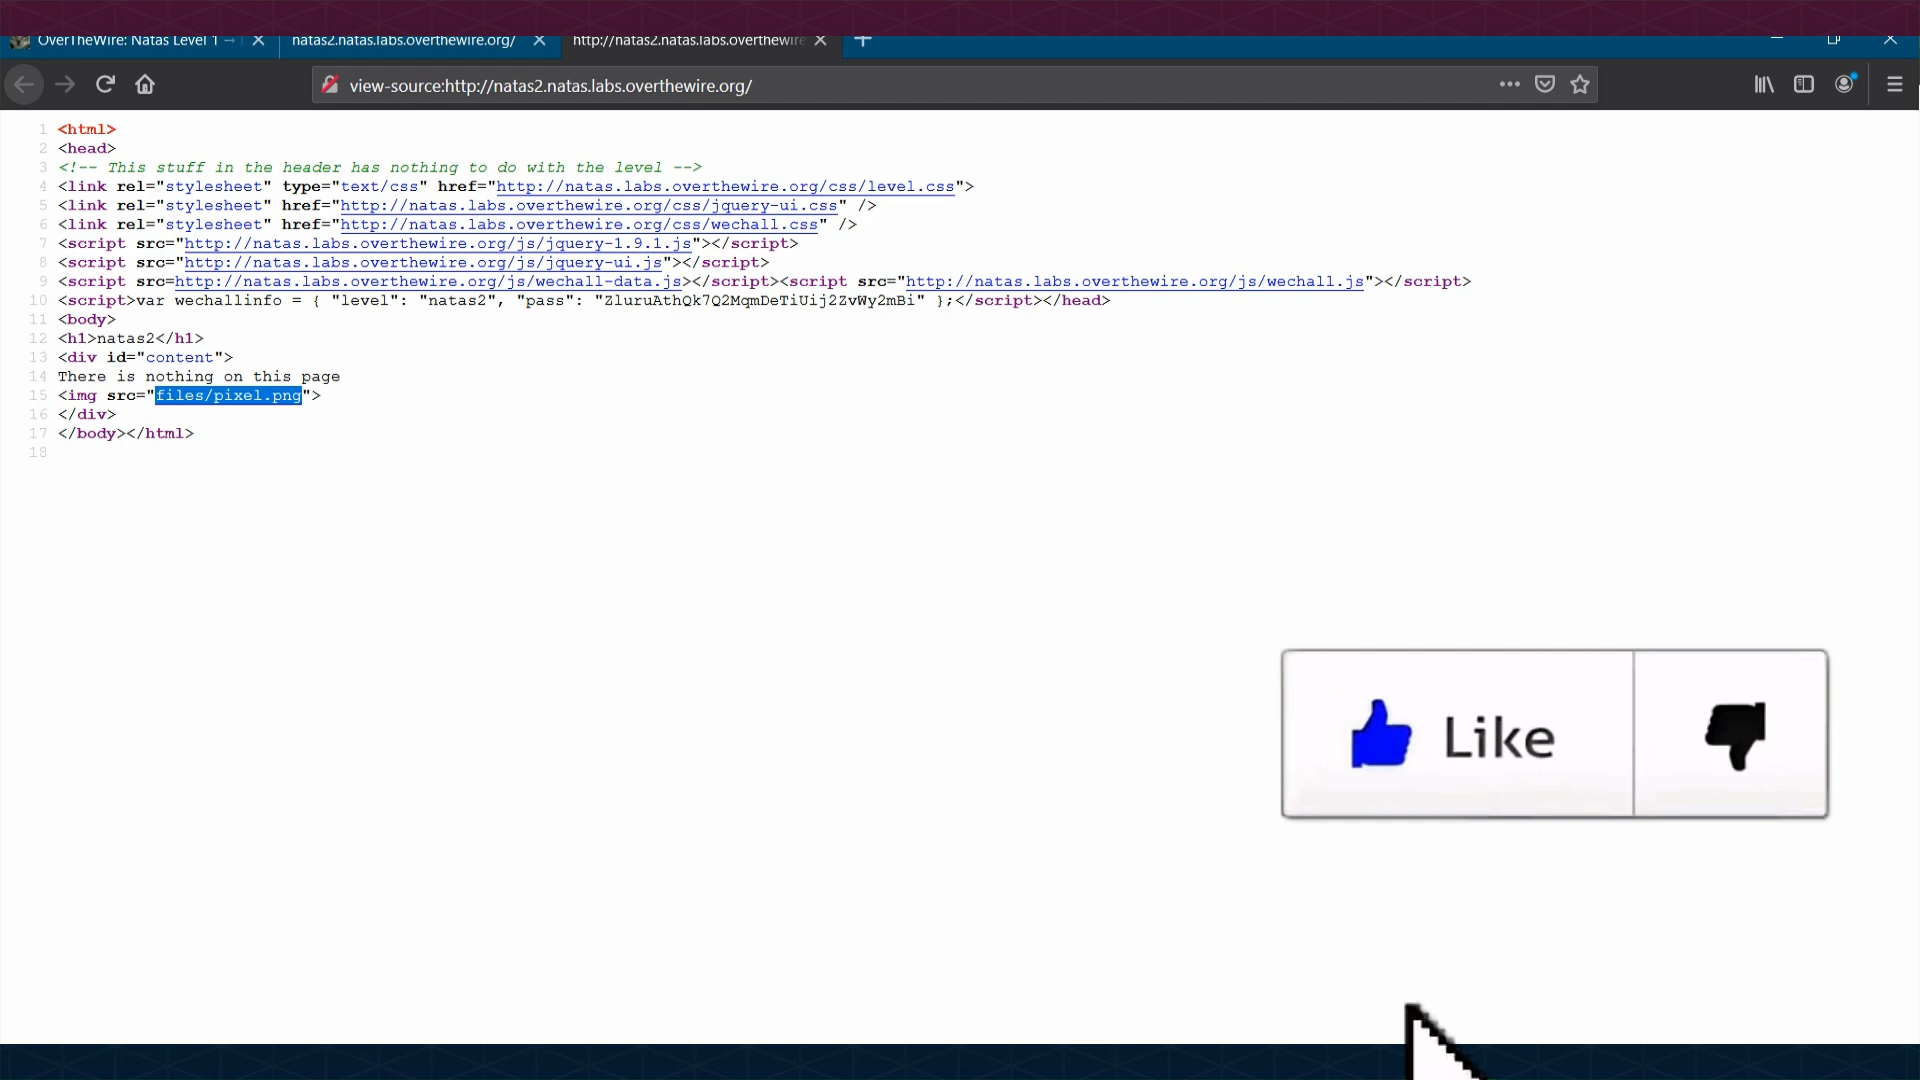 OverTheWire: Natas Level 1 →
natas2.natas.labs.overthewire.org/
http://natas2.natas.labs.overthewire
view-source:http://natas2.natas.labs.overthewire.org/
1 <html>
2 <head>
3 <!-- This stuff in the header has nothing to do with the level -->
4 <link rel="stylesheet" type="text/css" href="http://natas.labs.overthewire.org/css/level.css">
5 <link rel="stylesheet" href="http://natas.labs.overthewire.org/css/jquery-ui.css" />
6 <link rel="stylesheet" href="http://natas.labs.overthewire.org/css/wechall.css" />
7 <script src="http://natas.labs.overthewire.org/js/jquery-1.9.1.js"></script>
8 <script src="http://natas.labs.overthewire.org/js/jquery-ui.js"></script>
9 <script src=http://natas.labs.overthewire.org/js/wechall-data.js></script><script src="http://natas.labs.overthewire.org/js/wechall.js"></script>
10 <script>var wechallinfo = { "level": "natas2", "pass": "ZluruAthQk7Q2MqmDeTiUij2ZvWy2mBi" };</script></head>
11 <body>
12 <h1>natas2</h1>
13 <div id="content">
14 There is nothing on this page
15 <img src="files/pixel.png">
16 </div>
17 </body></html>
18
Like